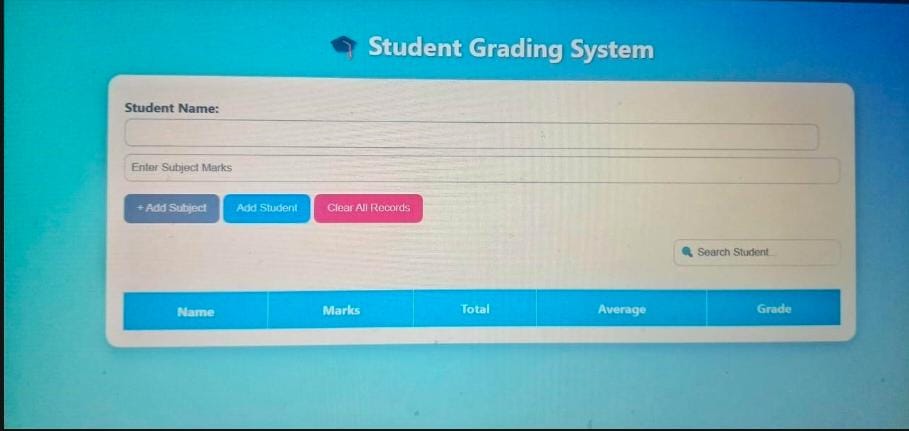 Student Grading System
Student Name:
Enter Subject Marks
+ Add Subject Add Student Clear All Records
Search Student...
Name Marks Total Average Grade